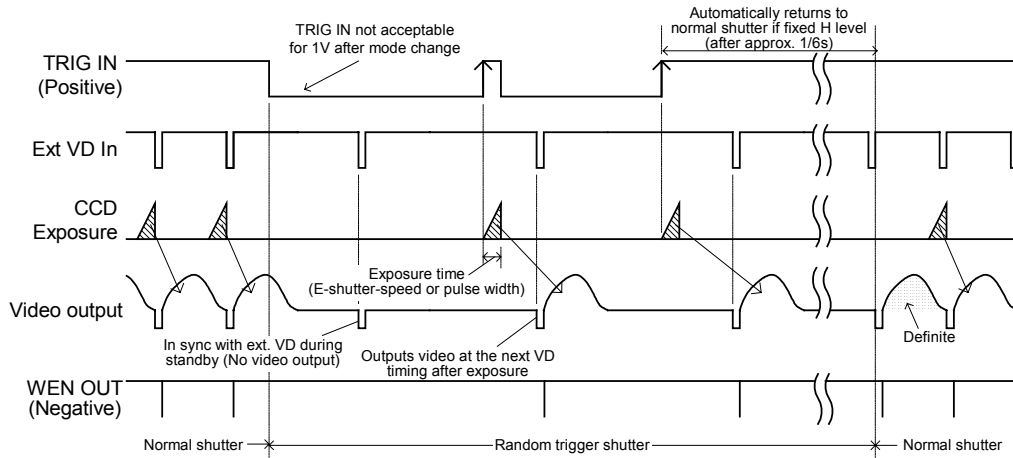 Automatically returns to
normal shutter if fixed H level
(after approx. 1/6s)
TRIG IN not acceptable
for 1V after mode change
TRIG IN
(Positive)
Ext VD In
CCD
Exposure
Exposure time
(E-shutter-speed or pulse width)
Video output
In sync with ext. VD during
standby (No video output)
Outputs video at the next VD
timing after exposure
Definite
WEN OUT
(Negative)
Normal shutter
Random trigger shutter
Normal shutter